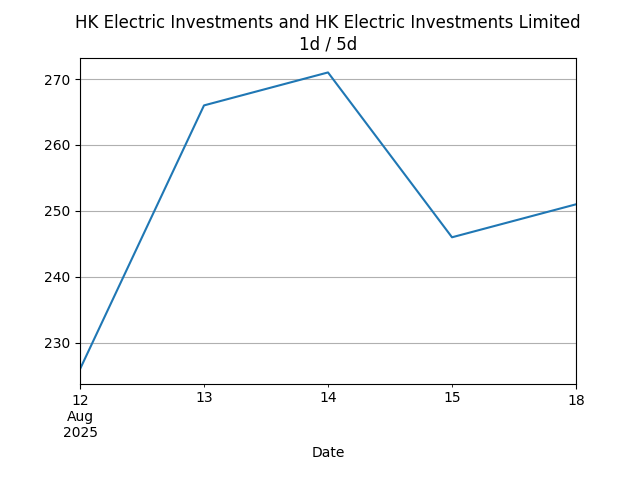 HK Electric Investments and HK Electric Investments Limited
1d / 5d
270
260
250
240
230
12 13 14 15 18
Aug
2025
Date